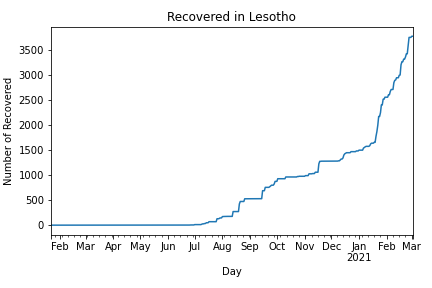 Recovered in Lesotho
Number of Recovered
3500
3000
2500
2000
1500
1000
500
0
Feb Mar Apr May Jun Jul Aug Sep Oct Nov Dec Jan Feb Mar
2021
Day